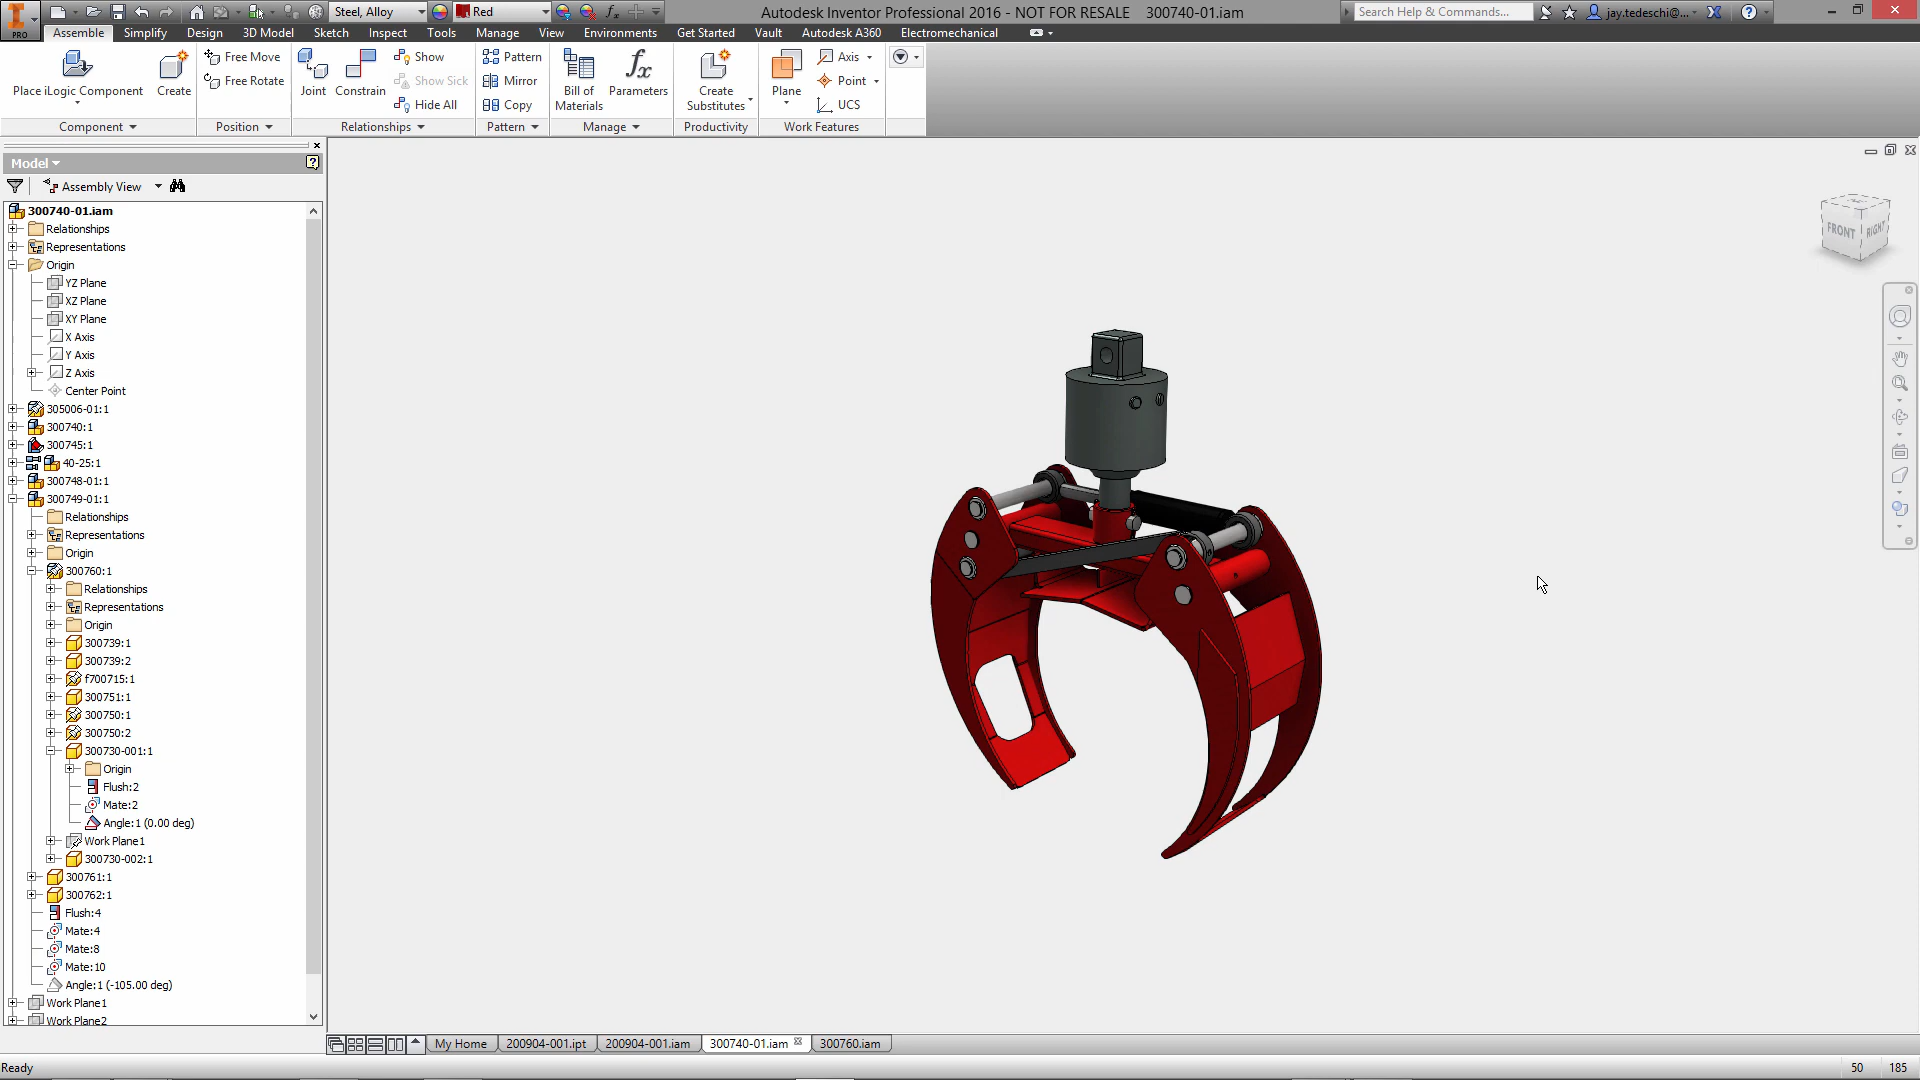 Steel, Alloy Red Autodesk Inventor Professional 2016 - NOT FOR RESALE 300740-01.iam Search Help & Commands... jay.tedeschi@...
PRO Assemble Simplify Design 3D Model Sketch Inspect Tools Manage View Environments Get Started Vault Autodesk A360 Electromechanical
Place iLogic Component
Create
Free Move
Free Rotate
Joint
Constrain
Show
Show Sick
Hide All
Pattern
Mirror
Copy
Bill of
Materials
Parameters
Create
Substitutes
Plane
Axis
Point
UCS
Component Position Relationships Pattern Manage Productivity Work Features
Model
Assembly View
300740-01.iam
Relationships
Representations
Origin
YZ Plane
XZ Plane
XY Plane
X Axis
Y Axis
Z Axis
Center Point
305006-01:1
300740:1
300745:1
40-25:1
300748-01:1
300749-01:1
Relationships
Representations
Origin
300760:1
Relationships
Representations
Origin
300739:1
300739:2
f700715:1
300751:1
300750:1
300750:2
300730-001:1
Origin
Flush:2
Mate:2
Angle:1 (0.00 deg)
Work Plane1
300730-002:1
300761:1
300762:1
Flush:4
Mate:4
Mate:8
Mate:10
Angle:1 (-105.00 deg)
Work Plane1
Work Plane2
FRONT RIGHT
My Home 200904-001.ipt 200904-001.iam 300740-01.iam 300760.iam
Ready 50 185